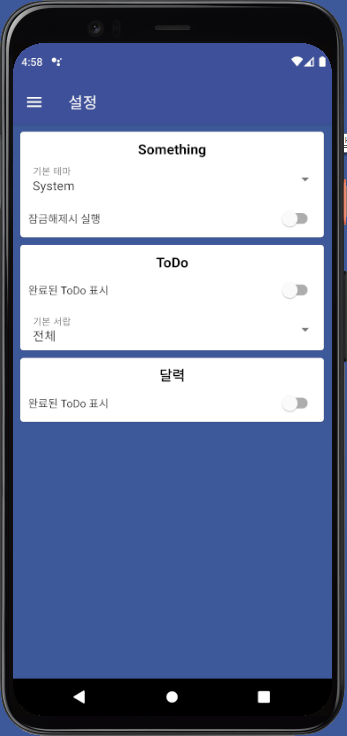 4:58
설정
Something
기본 테마
System
잠금해제시 실행
ToDo
완료된 ToDo 표시
기본 서랍
전체
달력
완료된 ToDo 표시